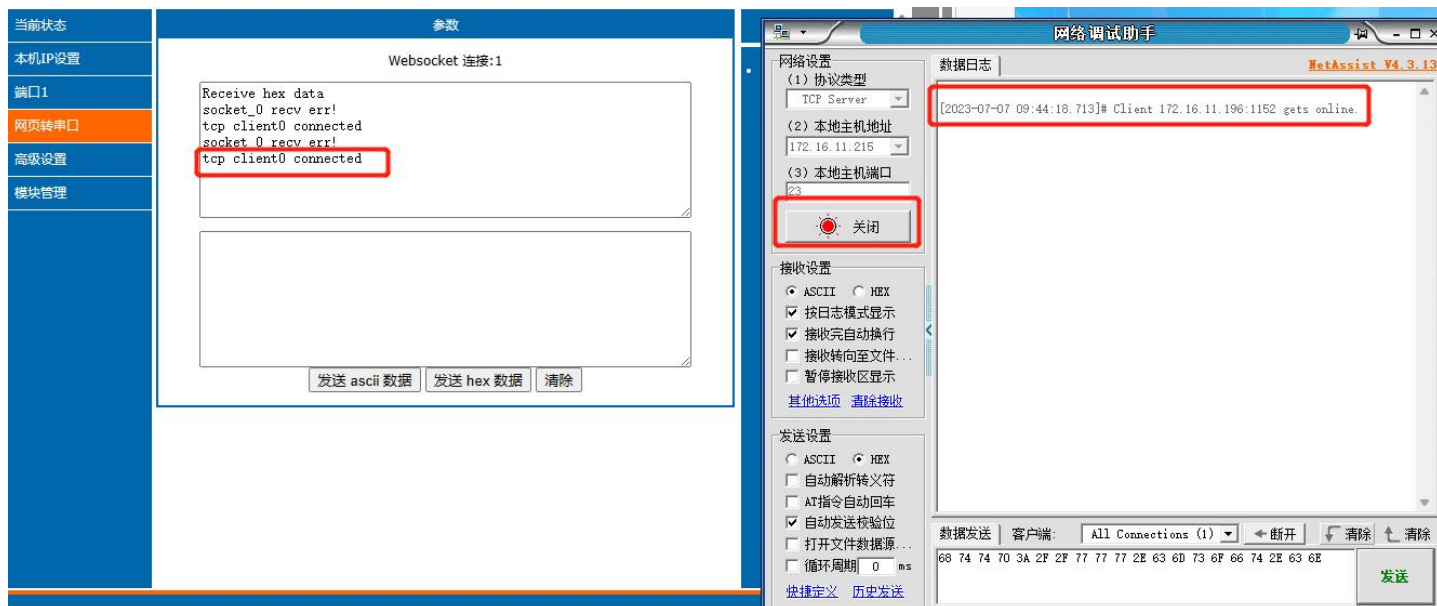 当前状态
本机IP设置
端口1
网页转串口
高级设置
模块管理
参数
Websocket 连接:1
Receive hex data
socket_0 recv err!
tcp client0 connected
socket_0 recv err!
tcp client0 connected
发送 ascii 数据
发送 hex 数据
清除
网络调试助手
网络设置
(1) 协议类型
TCP Server
(2) 本地主机地址
172.16.11.215
(3) 本地主机端口
23
关闭
接收设置
ASCII HEX
按日志模式显示
接收完自动换行
接收转向至文件...
暂停接收区显示
其他选项 清除接收
发送设置
ASCII HEX
自动解析转义符
AT指令自动回车
自动发送校验位
打开文件数据源...
循环周期 0 ms
快捷定义 历史发送
数据日志
NetAssist V4.3.13
[2023-07-07 09:44:18.713]# Client 172.16.11.196:1152 gets online.
数据发送 客户端: All Connections (1) 断开 清除 清除
68 74 74 70 3A 2F 2F 77 77 77 2E 63 6D 73 6F 66 74 2E 63 6E
发送